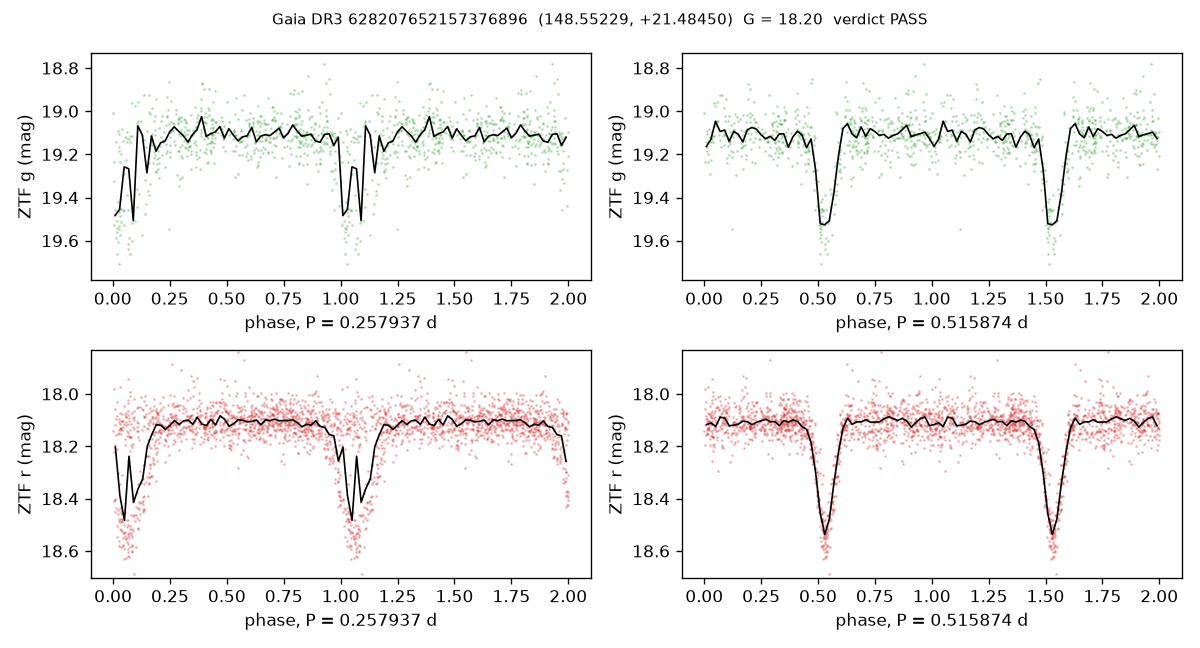 Gaia DR3 628207652157376896  (148.55229, +21.48450)  G = 18.20  verdict PASS
ZTF g (mag)
18.8
19.0
19.2
19.4
19.6
0.00 0.25 0.50 0.75 1.00 1.25 1.50 1.75 2.00
phase, P = 0.257937 d
ZTF g (mag)
18.8
19.0
19.2
19.4
19.6
0.00 0.25 0.50 0.75 1.00 1.25 1.50 1.75 2.00
phase, P = 0.515874 d
ZTF r (mag)
18.0
18.2
18.4
18.6
0.00 0.25 0.50 0.75 1.00 1.25 1.50 1.75 2.00
phase, P = 0.257937 d
ZTF r (mag)
18.0
18.2
18.4
18.6
0.00 0.25 0.50 0.75 1.00 1.25 1.50 1.75 2.00
phase, P = 0.515874 d